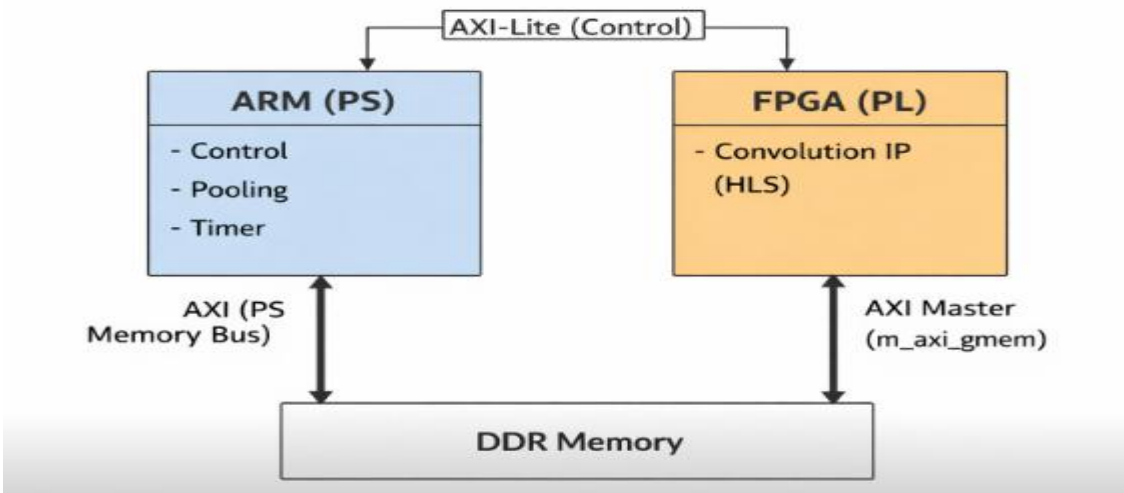 AXI-Lite (Control)
ARM (PS)
- Control
- Pooling
- Timer
FPGA (PL)
- Convolution IP
(HLS)
AXI (PS
Memory Bus)
AXI Master
(m_axi_gmem)
DDR Memory